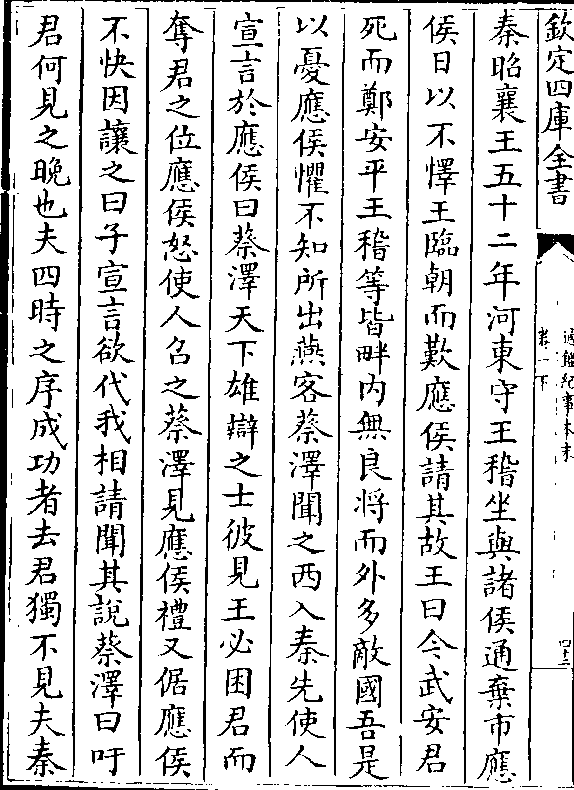 欽定四庫全書
通鑑紀事本末
卷一下
四十二
秦昭襄王五十二年河東守王稽坐與諸侯通棄市應
侯日以不懌王臨朝而歎應侯請其故王曰今武安君
死而鄭安平王稽等皆畔内無良将而外多敵國吾是
以憂應侯懼不知所出燕客蔡澤聞之西入秦先使人
宣言於應侯曰蔡澤天下雄辯之士彼見王必困君而
奪君之位應侯怒使人召之蔡澤見應侯禮又倨應侯
不快因讓之曰子宣言欲代我相請聞其說蔡澤曰吁
君何見之晚也夫四時之序成功者去君獨不見夫秦